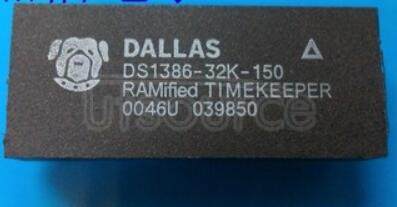 DALLAS
DS1386-32K-150
RAMified TIMEKEEPER
0046U 039850